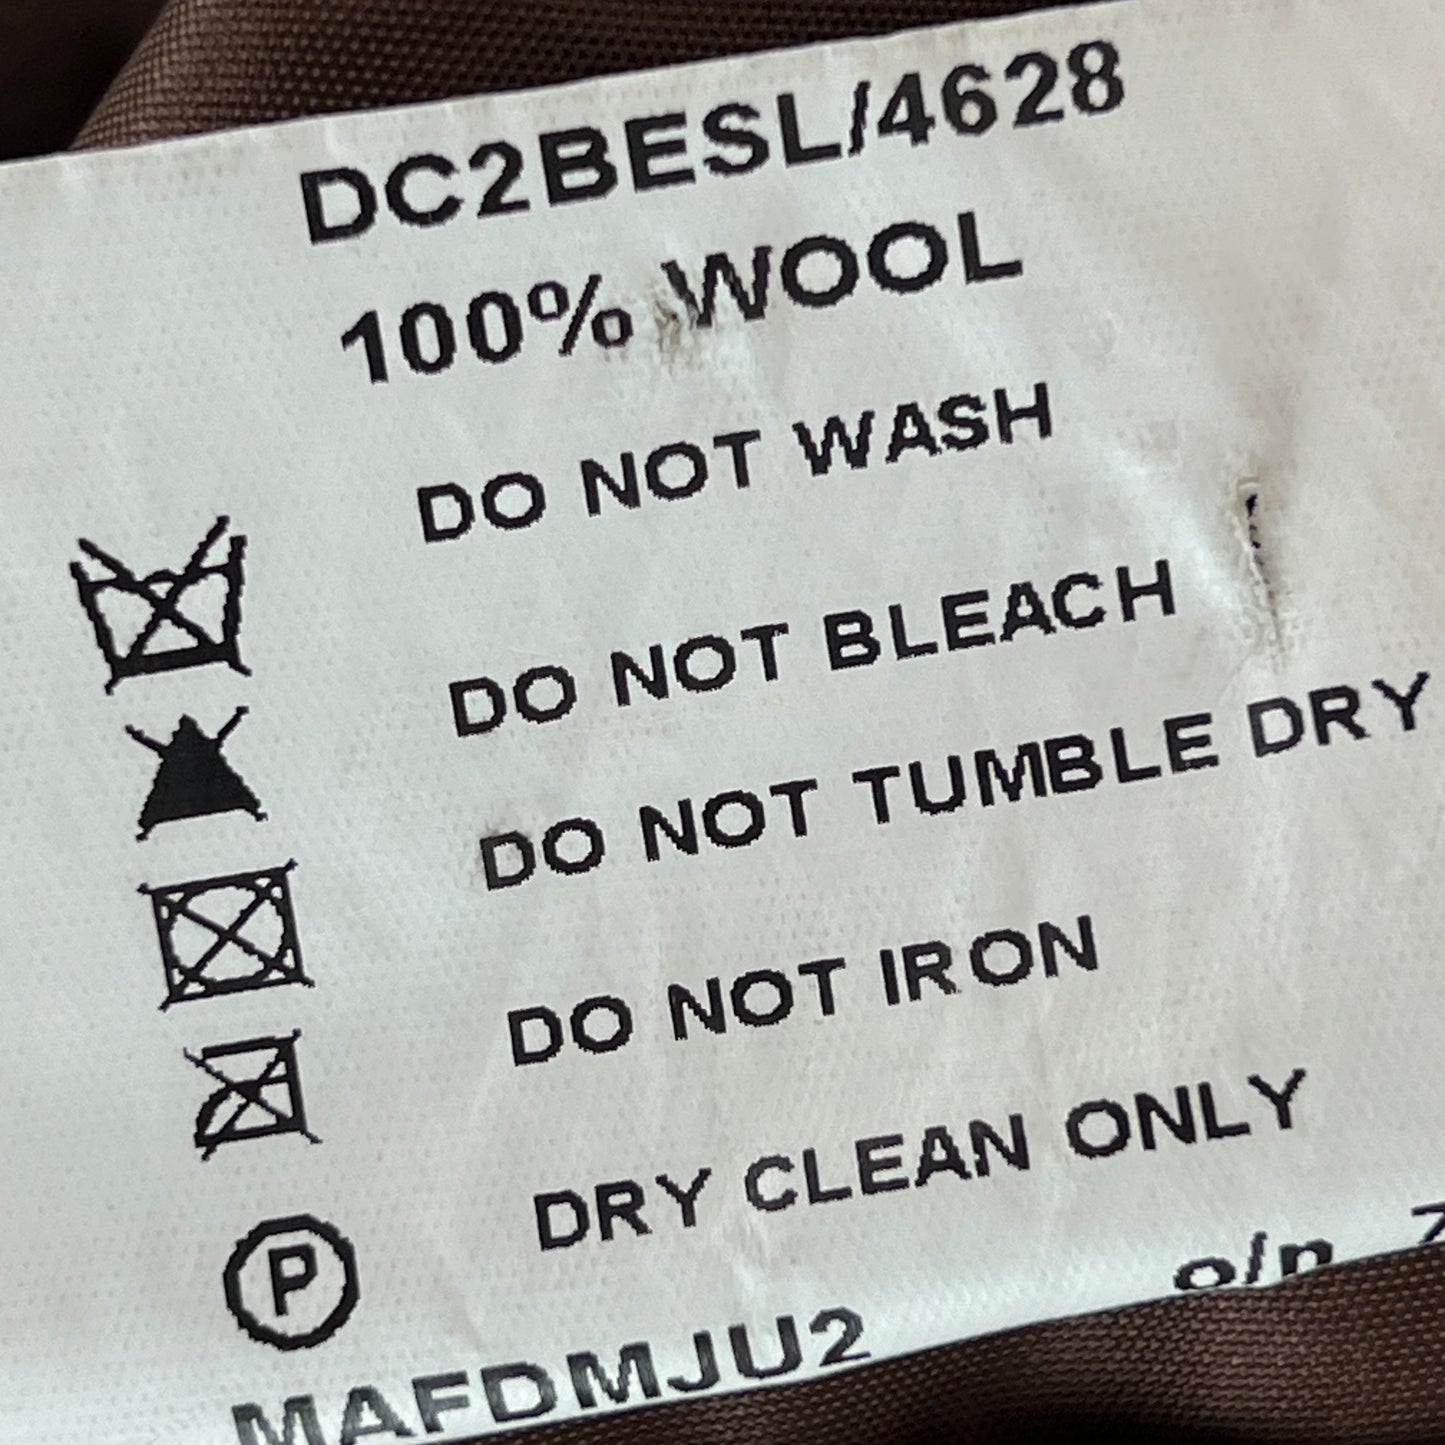 DC2BESL/4628
100% WOOL
DO NOT WASH
DO NOT BLEACH
DO NOT TUMBLE DRY
DO NOT IRON
DRY CLEAN ONLY
P
o/n
MAFDMJU2